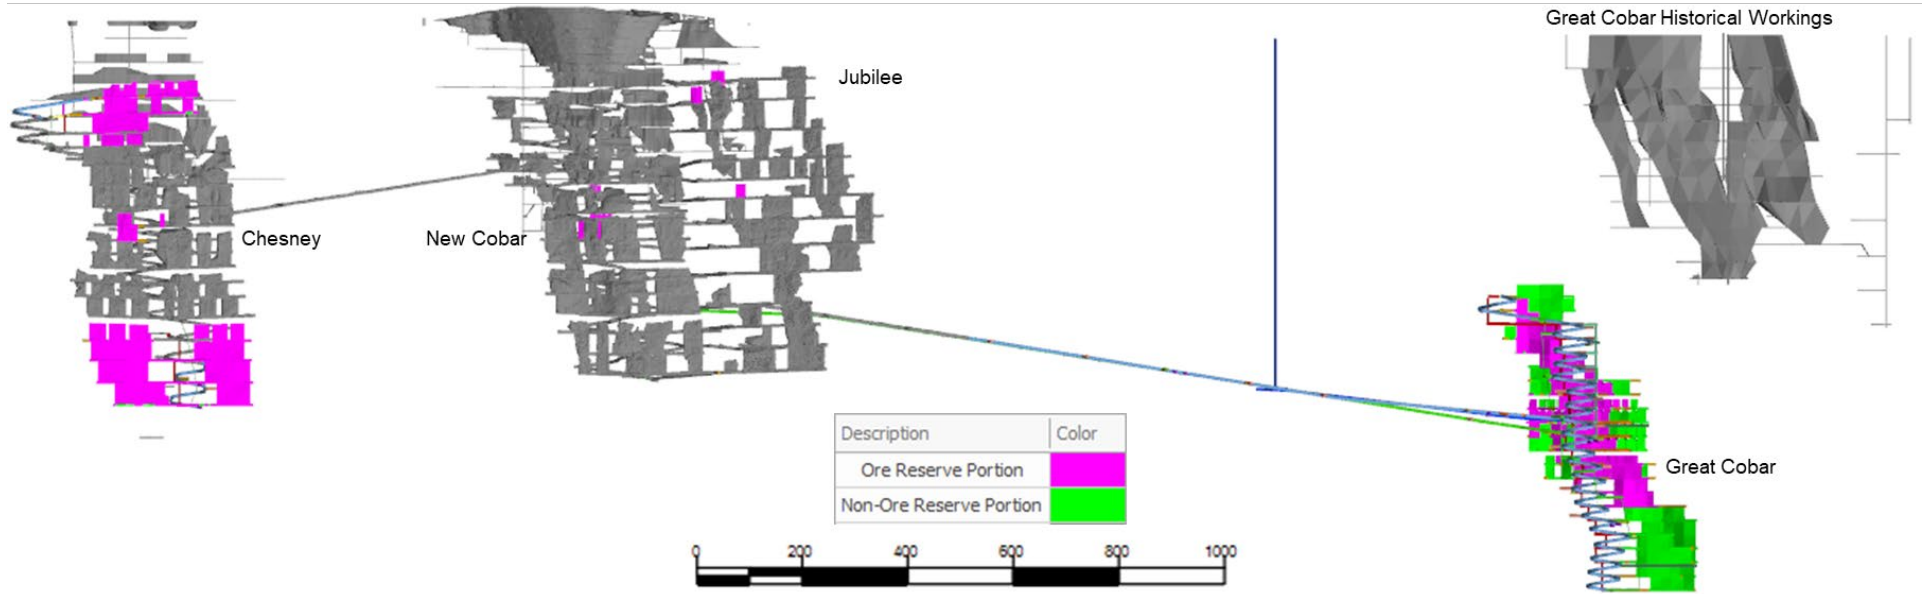 Great Cobar Historical Workings
Jubilee
Chesney
New Cobar
Description Color
Ore Reserve Portion
Non-Ore Reserve Portion
Great Cobar
0 200 400 600 800 1000